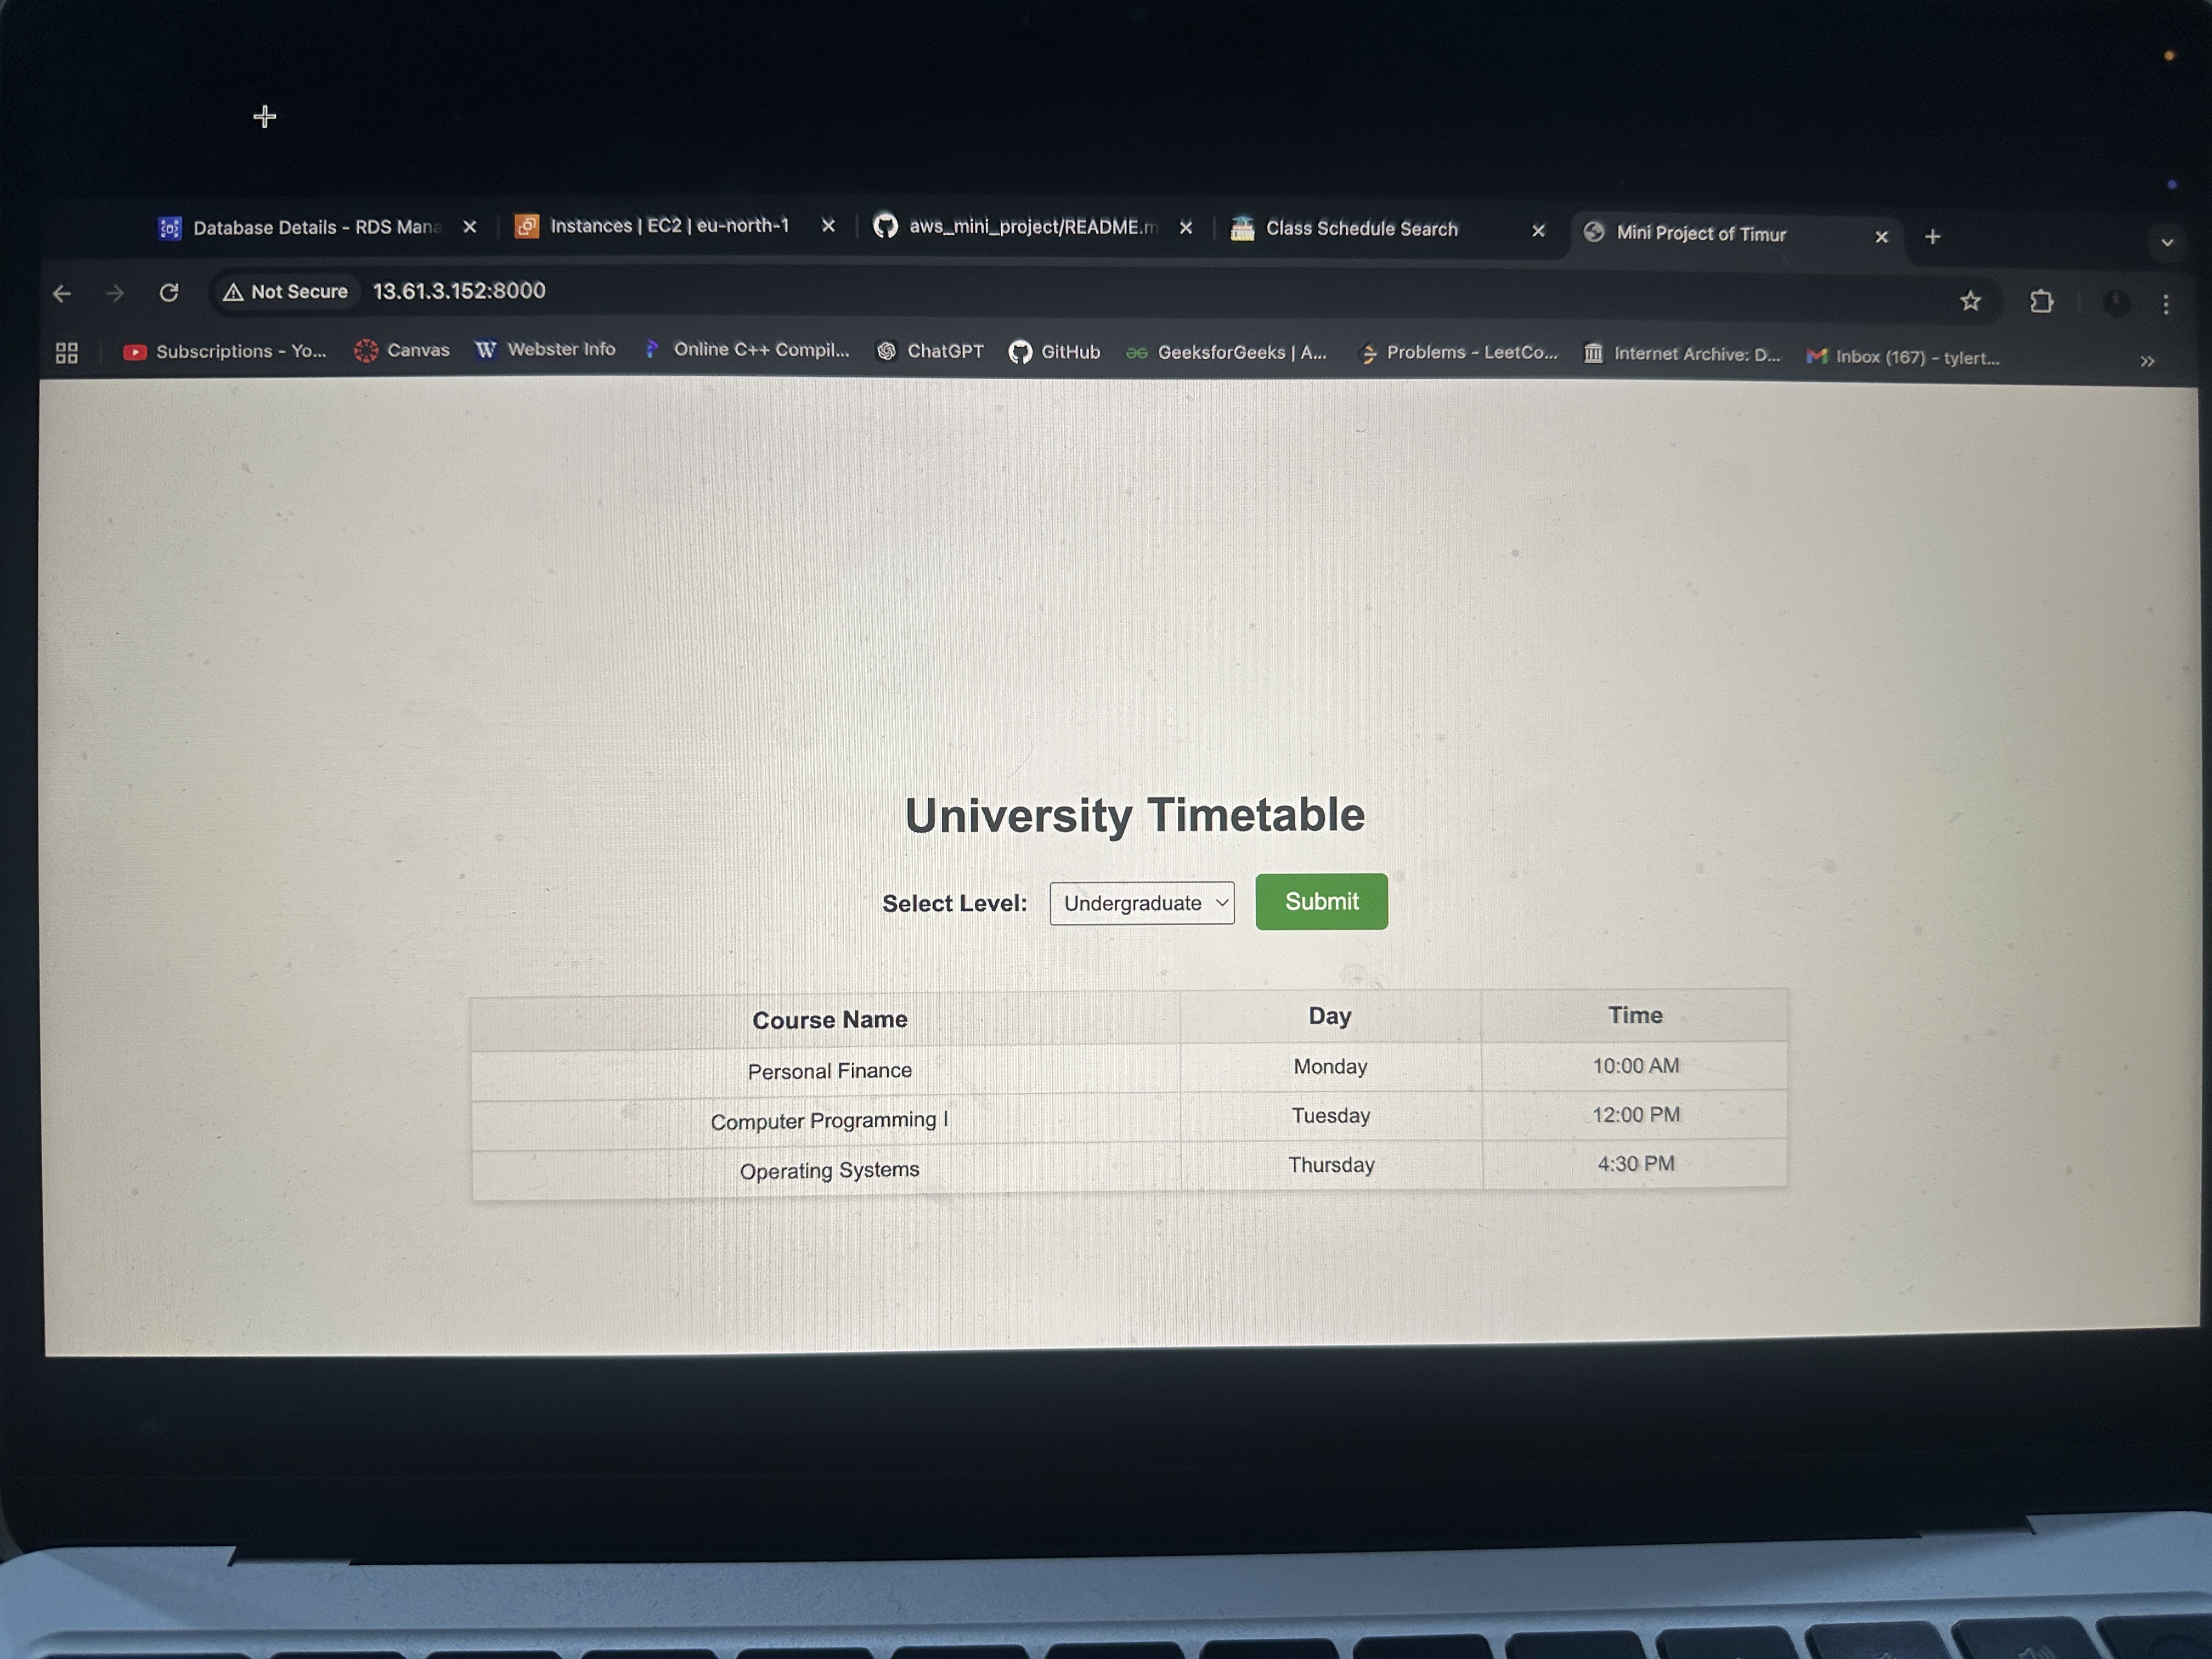 Database Details - RDS Mana
Instances | EC2 | eu-north-1
aws_mini_project/README.m
Class Schedule Search
Mini Project of Timur
Not Secure 13.61.3.152:8000
Subscriptions - Yo... Canvas Webster Info Online C++ Compil... ChatGPT GitHub GeeksforGeeks | A... Problems - LeetCo... Internet Archive: D... Inbox (167) - tylert...
University Timetable
Select Level: Undergraduate Submit
Course Name Day Time
Personal Finance Monday 10:00 AM
Computer Programming I Tuesday 12:00 PM
Operating Systems Thursday 4:30 PM